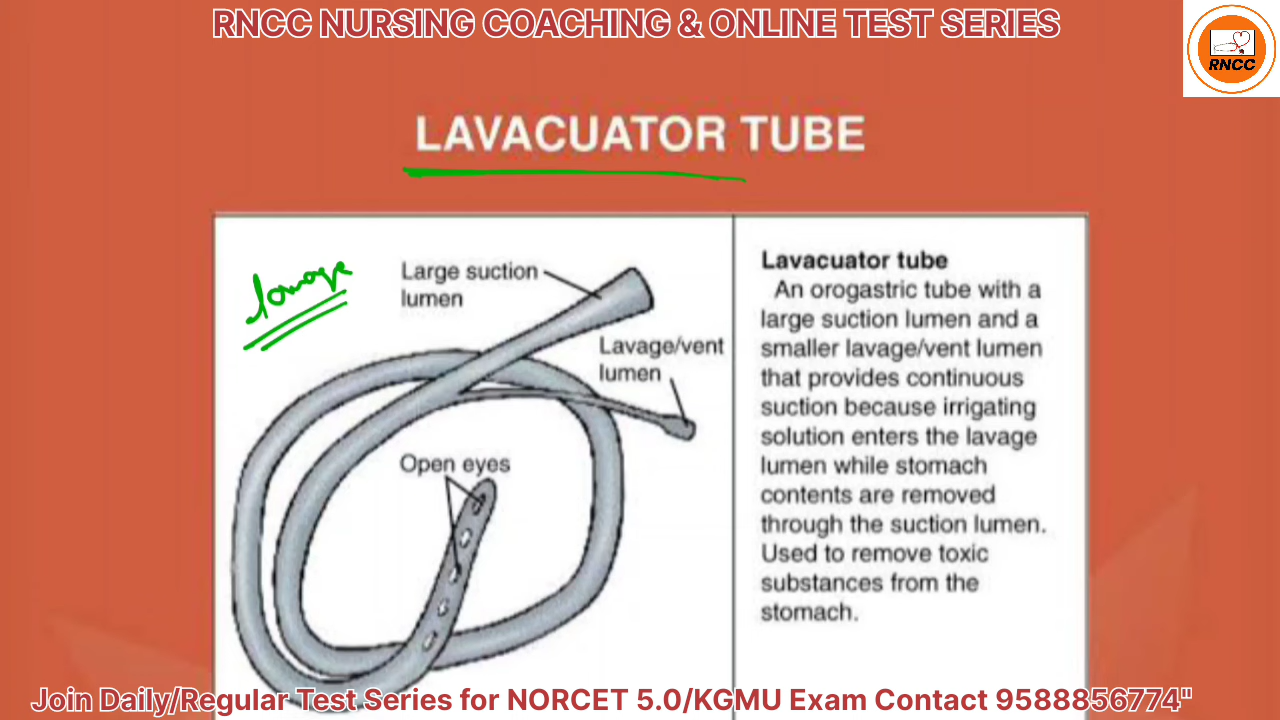 RNCC NURSING COACHING & ONLINE TEST SERIES
RNCC
LAVACUATOR TUBE
Large suction
lumen
Lavage/vent
lumen
Open eyes
Lavacuator tube
An orogastric tube with a
large suction lumen and a
smaller lavage/vent lumen
that provides continuous
suction because irrigating
solution enters the lavage
lumen while stomach
contents are removed
through the suction lumen.
Used to remove toxic
substances from the
stomach.
Join Daily/Regular Test Series for NORCET 5.0/KGMU Exam Contact 9588856774"